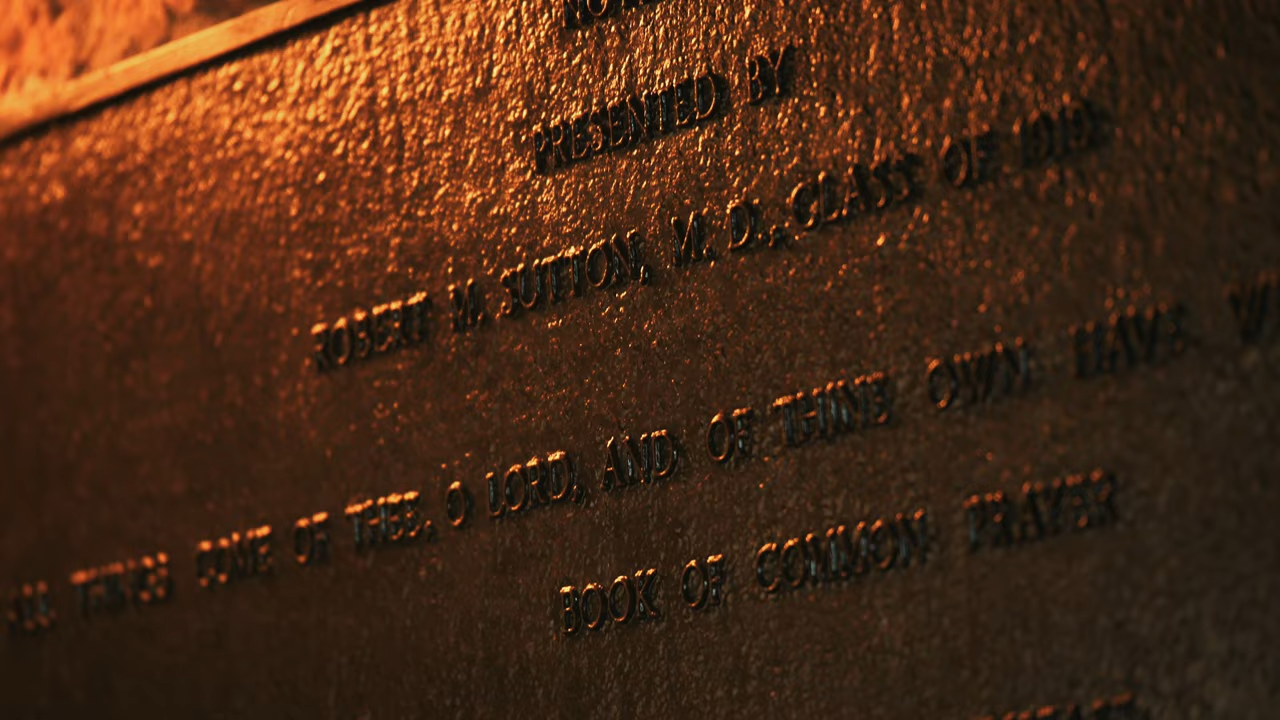 PRESENTED BY
ROBERT M. SUTTON, M. D., CLASS OF 1919
ALL THINGS COME OF THEE, O LORD, AND OF THINE OWN HAVE
BOOK OF COMMON PRAYER